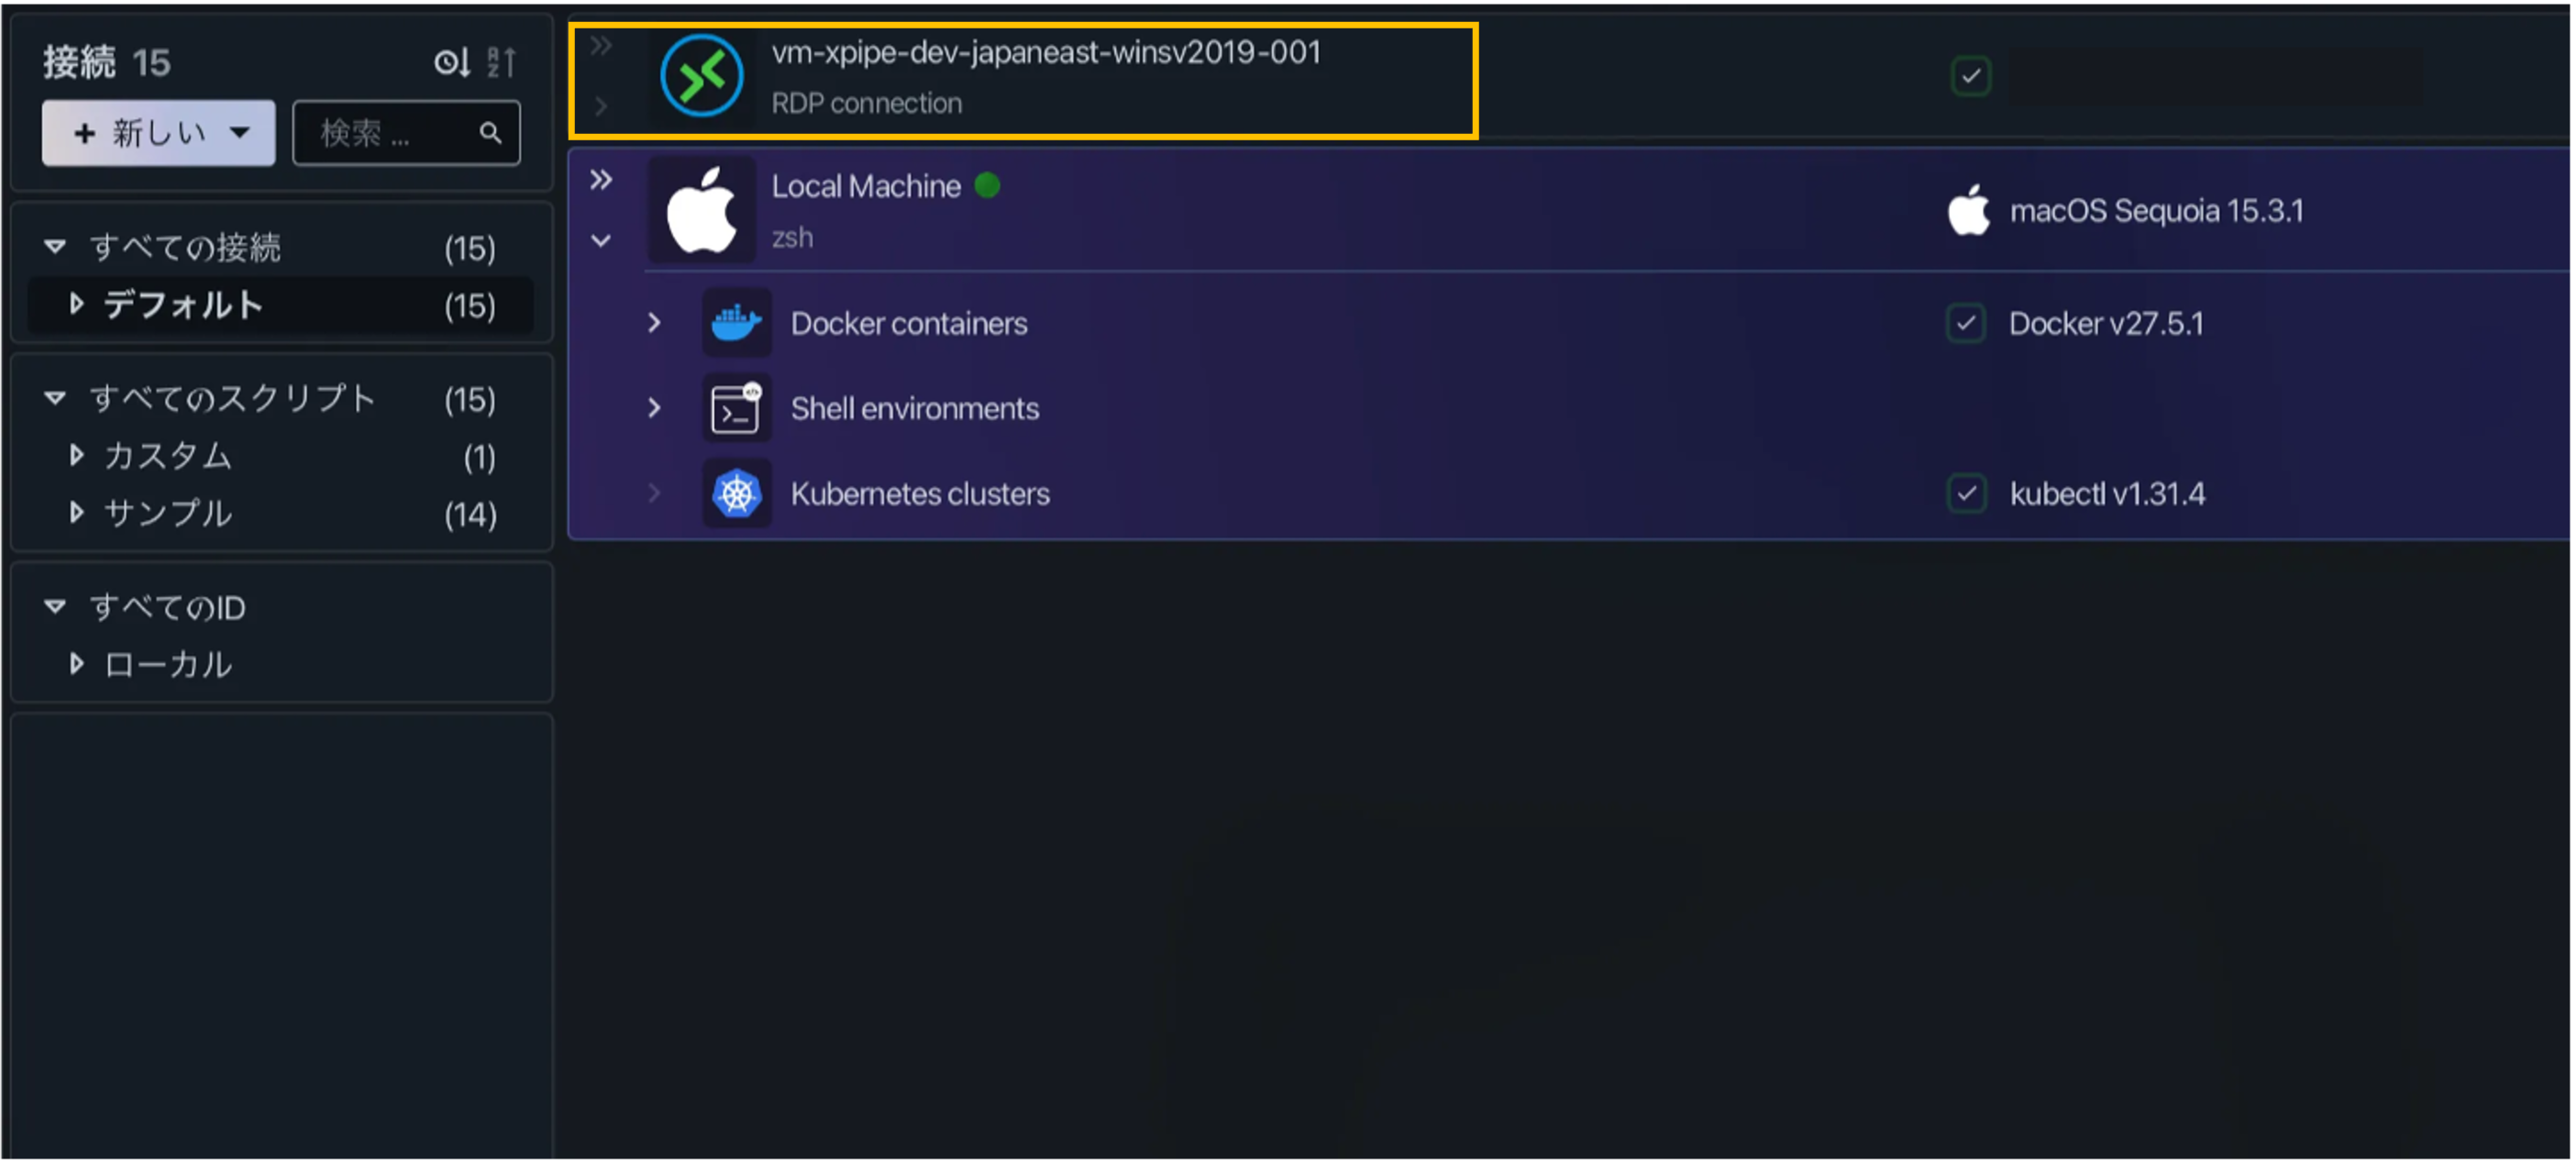 接続 15
+ 新しい
検索 ...
すべての接続 (15)
デフォルト (15)
すべてのスクリプト (15)
カスタム (1)
サンプル (14)
すべてのID
ローカル
vm-xpipe-dev-japaneast-winsv2019-001
RDP connection
Local Machine
zsh
macOS Sequoia 15.3.1
Docker containers
Docker v27.5.1
Shell environments
Kubernetes clusters
kubectl v1.31.4